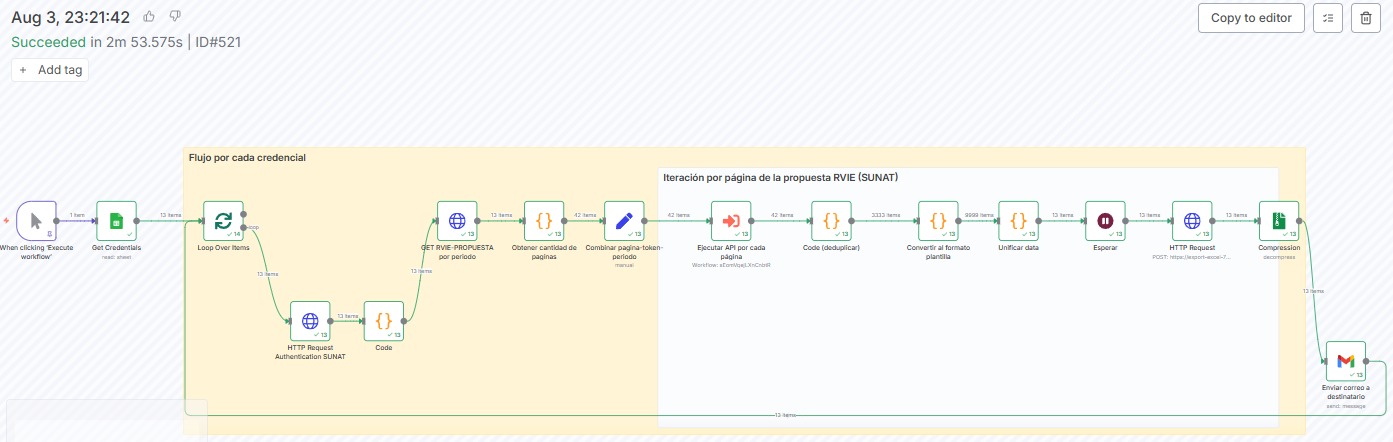 Aug 3, 23:21:42
Succeeded in 2m 53.575s | ID#521
+ Add tag
Copy to editor
Flujo por cada credencial
Iteración por página de la propuesta RVIE (SUNAT)
1 item
13 items
loop
13 items
13 items
13 items
13 items
42 items
42 items
42 items
3333 items
9999 items
13 items
13 items
13 items
13 items
13 items
When clicking 'Execute
workflow'
Get Credentials
read: sheet
14
Loop Over Items
13
HTTP Request
Authentication SUNAT
13
Code
13
GET RVIE-PROPUESTA
por periodo
13
Obtener cantidad de
paginas
13
Combinar pagina-token-
periodo
manual
13
Ejecutar API por cada
página
13
Code (deduplicar)
13
Convertir al formato
plantilla
13
Unificar data
13
Esperar
13
HTTP Request
POST: https://export-excel-7...
13
Compression
decompress
13
Enviar correo a
destinatario
send: message